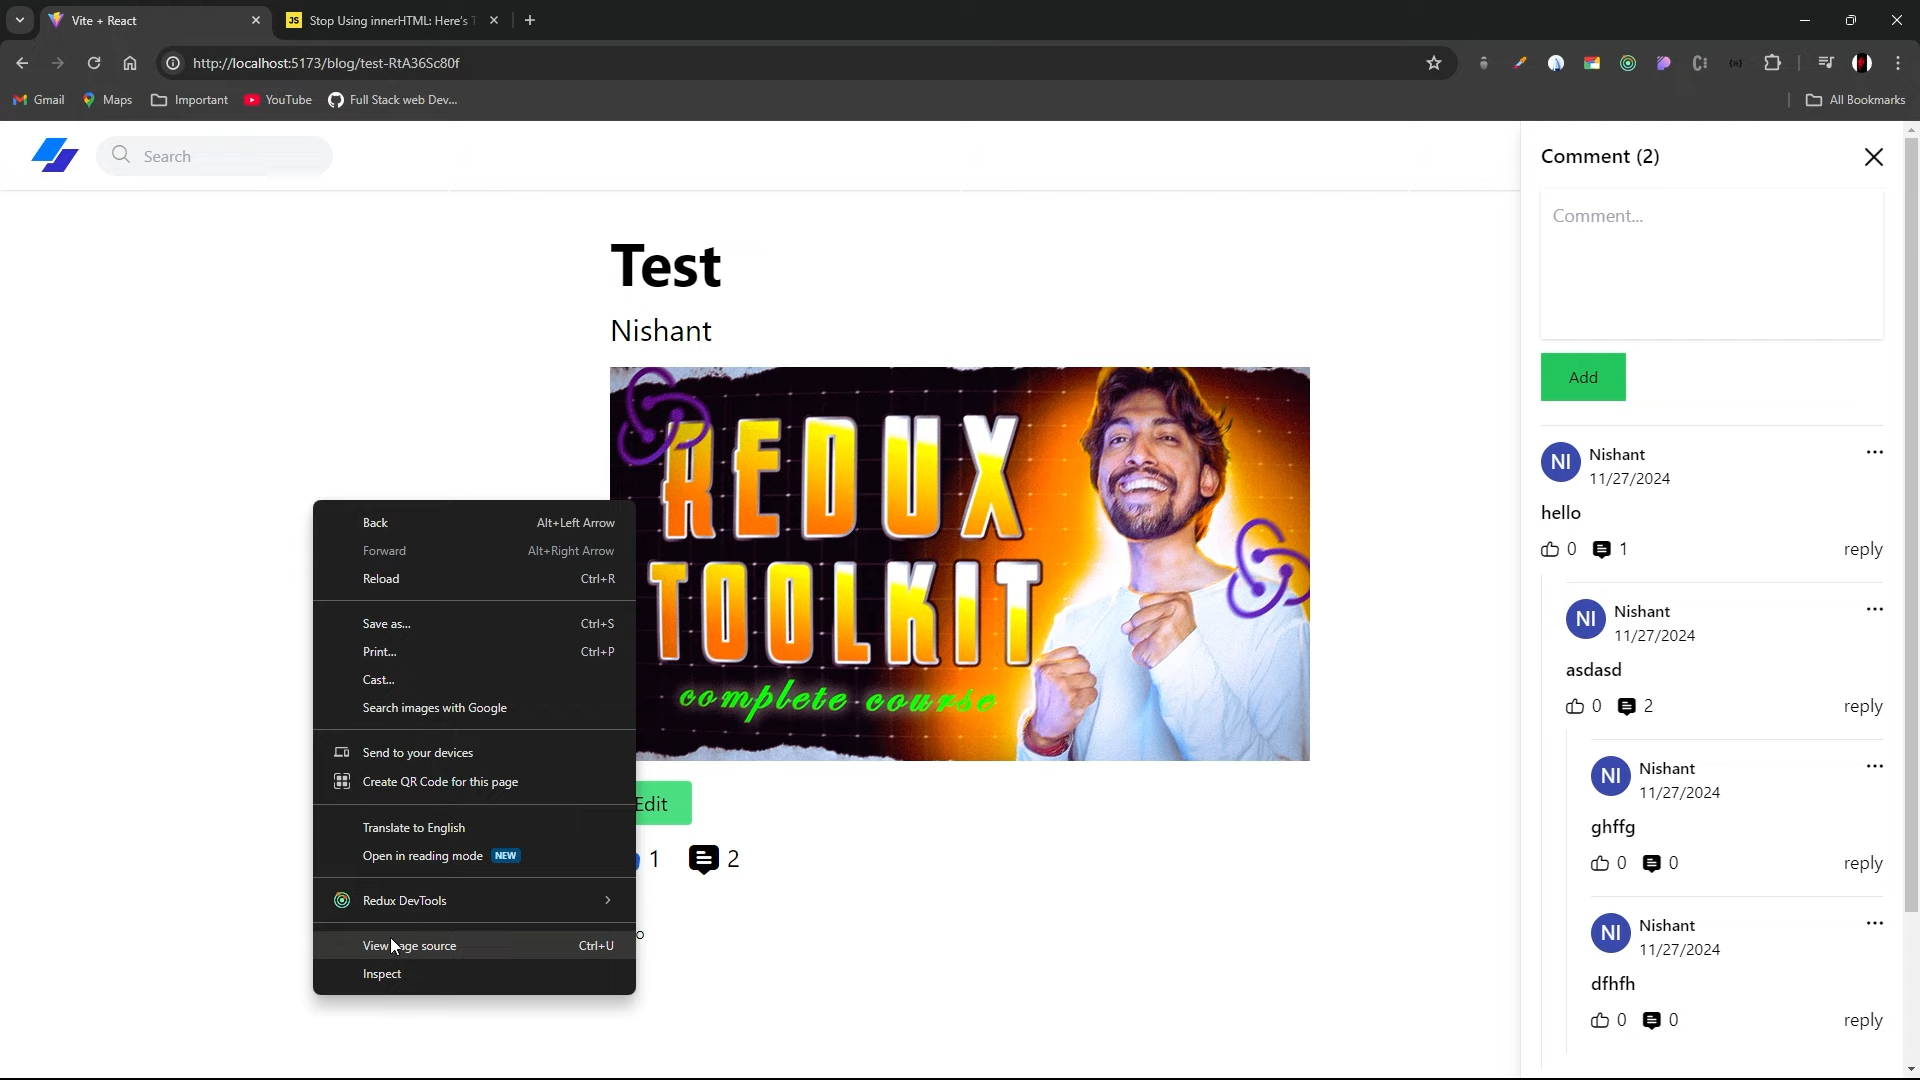 Vite + React
JS Stop Using innerHTML: Here's
http://localhost:5173/blog/test-RtA36Sc80f
Gmail
Maps
Important
YouTube
Full Stack web Dev...
All Bookmarks
Search
Test
Nishant
REDUX
TOOLKIT
complete course
Edit
1
2
Back Alt+Left Arrow
Forward Alt+Right Arrow
Reload Ctrl+R
Save as... Ctrl+S
Print... Ctrl+P
Cast...
Search images with Google
Send to your devices
Create QR Code for this page
Translate to English
Open in reading mode NEW
Redux DevTools
View page source Ctrl+U
Inspect
o
Comment (2)
Comment...
Add
NI Nishant
11/27/2024
hello
0 1 reply
NI Nishant
11/27/2024
asdasd
0 2 reply
NI Nishant
11/27/2024
ghffg
0 0 reply
NI Nishant
11/27/2024
dfhfh
0 0 reply